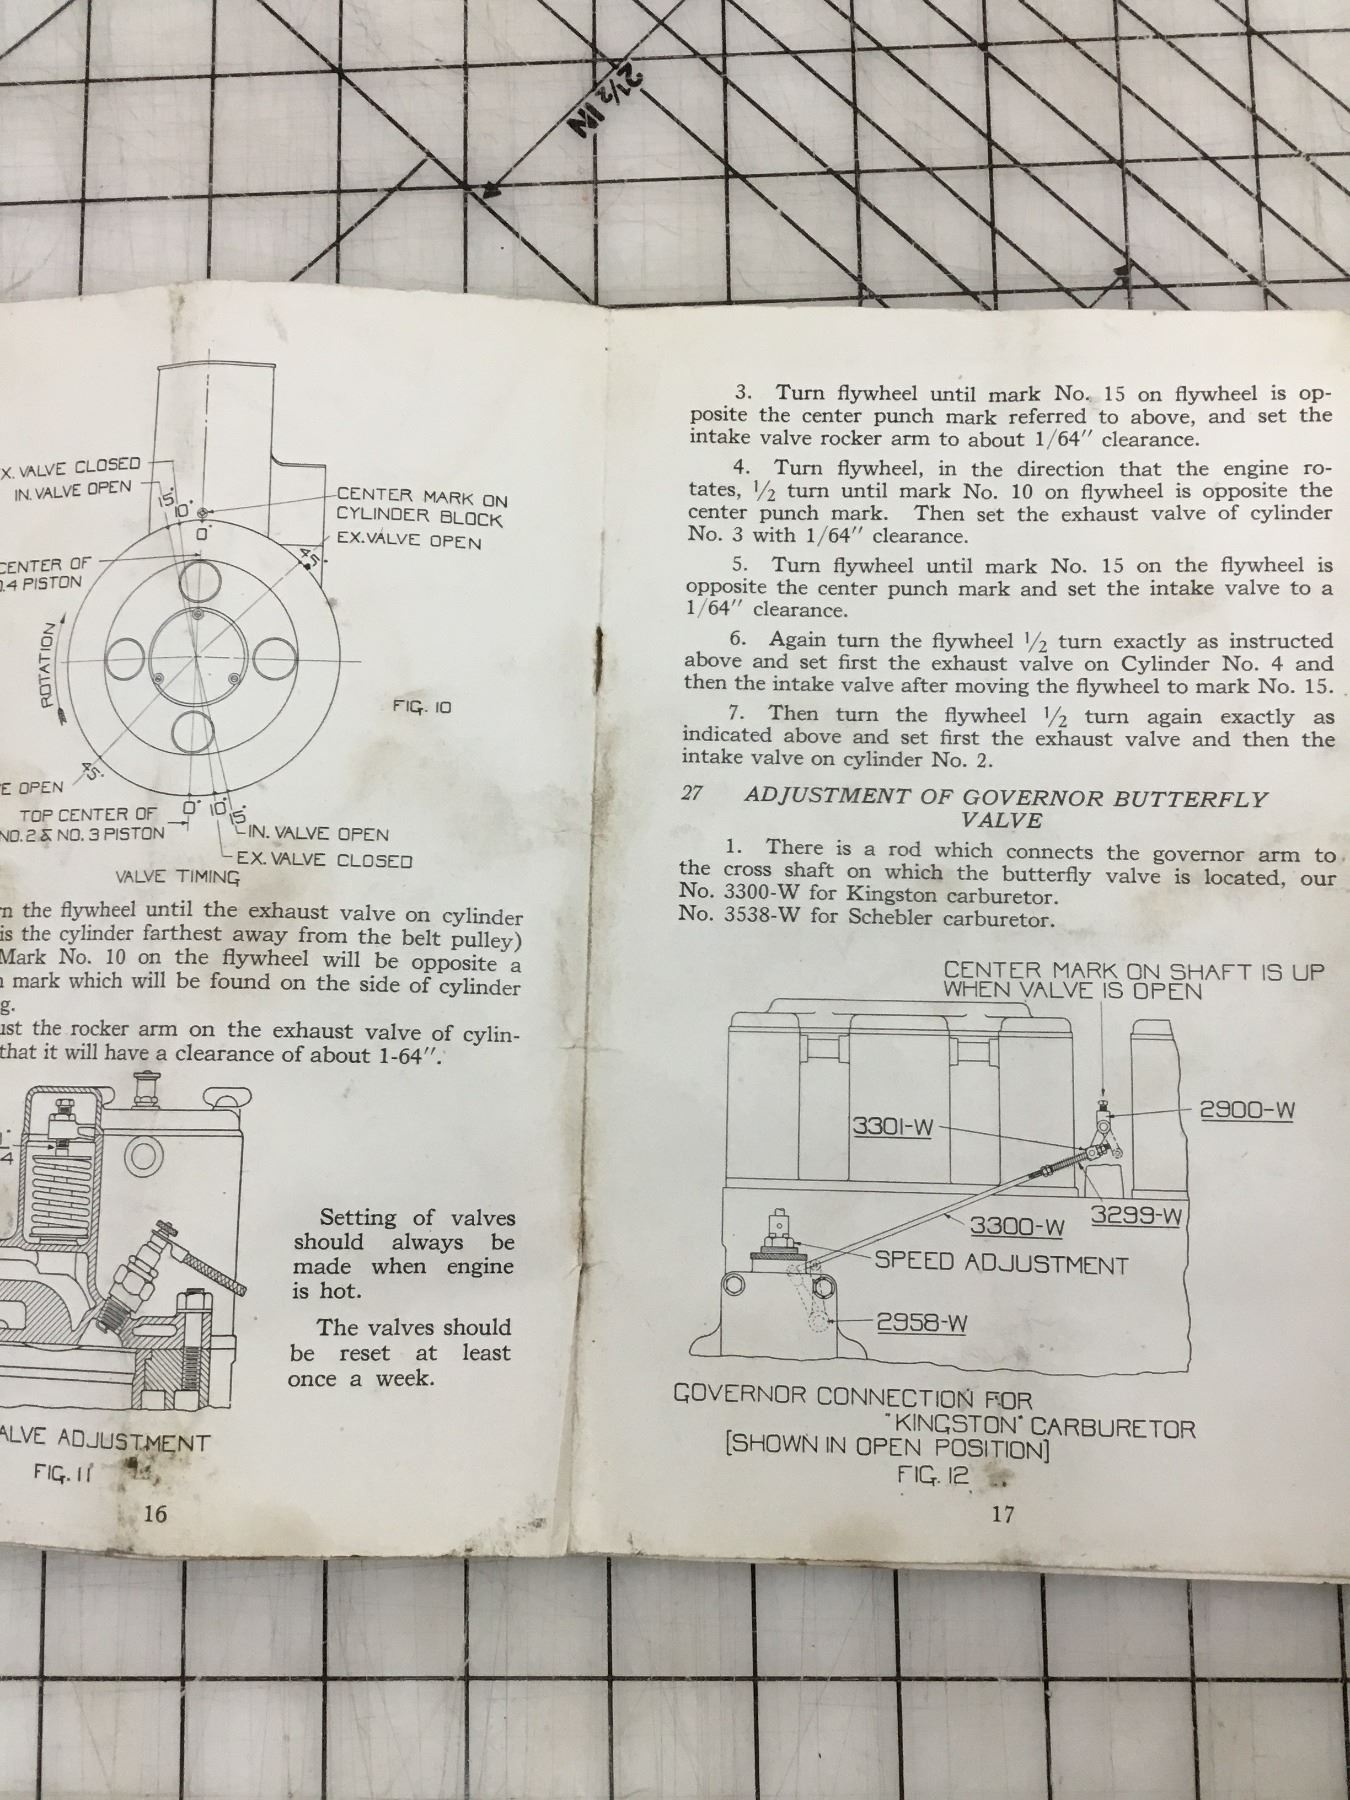 2 1/2 IN
X. VALVE CLOSED
IN. VALVE OPEN
15°
10°
0°
CENTER MARK ON
CYLINDER BLOCK
EX. VALVE OPEN
45°
CENTER OF
.4 PISTON
ROTATION
FIG. 10
45°
E OPEN
TOP CENTER OF
NO. 2 & NO. 3 PISTON
0° 10° 15°
IN. VALVE OPEN
EX. VALVE CLOSED
VALVE TIMING
n the flywheel until the exhaust valve on cylinder
is the cylinder farthest away from the belt pulley)
Mark No. 10 on the flywheel will be opposite a
mark which will be found on the side of cylinder
g.
ust the rocker arm on the exhaust valve of cylin-
that it will have a clearance of about 1-64″.
4
Setting of valves
should always be
made when engine
is hot.
The valves should
be reset at least
once a week.
ALVE ADJUSTMENT
FIG. 11
16
3. Turn flywheel until mark No. 15 on flywheel is op-
posite the center punch mark referred to above, and set the
intake valve rocker arm to about 1/64″ clearance.
4. Turn flywheel, in the direction that the engine ro-
tates, 1/2 turn until mark No. 10 on flywheel is opposite the
center punch mark. Then set the exhaust valve of cylinder
No. 3 with 1/64″ clearance.
5. Turn flywheel until mark No. 15 on the flywheel is
opposite the center punch mark and set the intake valve to a
1/64″ clearance.
6. Again turn the flywheel 1/2 turn exactly as instructed
above and set first the exhaust valve on Cylinder No. 4 and
then the intake valve after moving the flywheel to mark No. 15.
7. Then turn the flywheel 1/2 turn again exactly as
indicated above and set first the exhaust valve and then the
intake valve on cylinder No. 2.
27 ADJUSTMENT OF GOVERNOR BUTTERFLY
VALVE
1. There is a rod which connects the governor arm to
the cross shaft on which the butterfly valve is located, our
No. 3300-W for Kingston carburetor.
No. 3538-W for Schebler carburetor.
CENTER MARK ON SHAFT IS UP
WHEN VALVE IS OPEN
2900-W
3301-W
3299-W
3300-W
SPEED ADJUSTMENT
2958-W
GOVERNOR CONNECTION FOR
"KINGSTON" CARBURETOR
[SHOWN IN OPEN POSITION]
FIG. 12
17